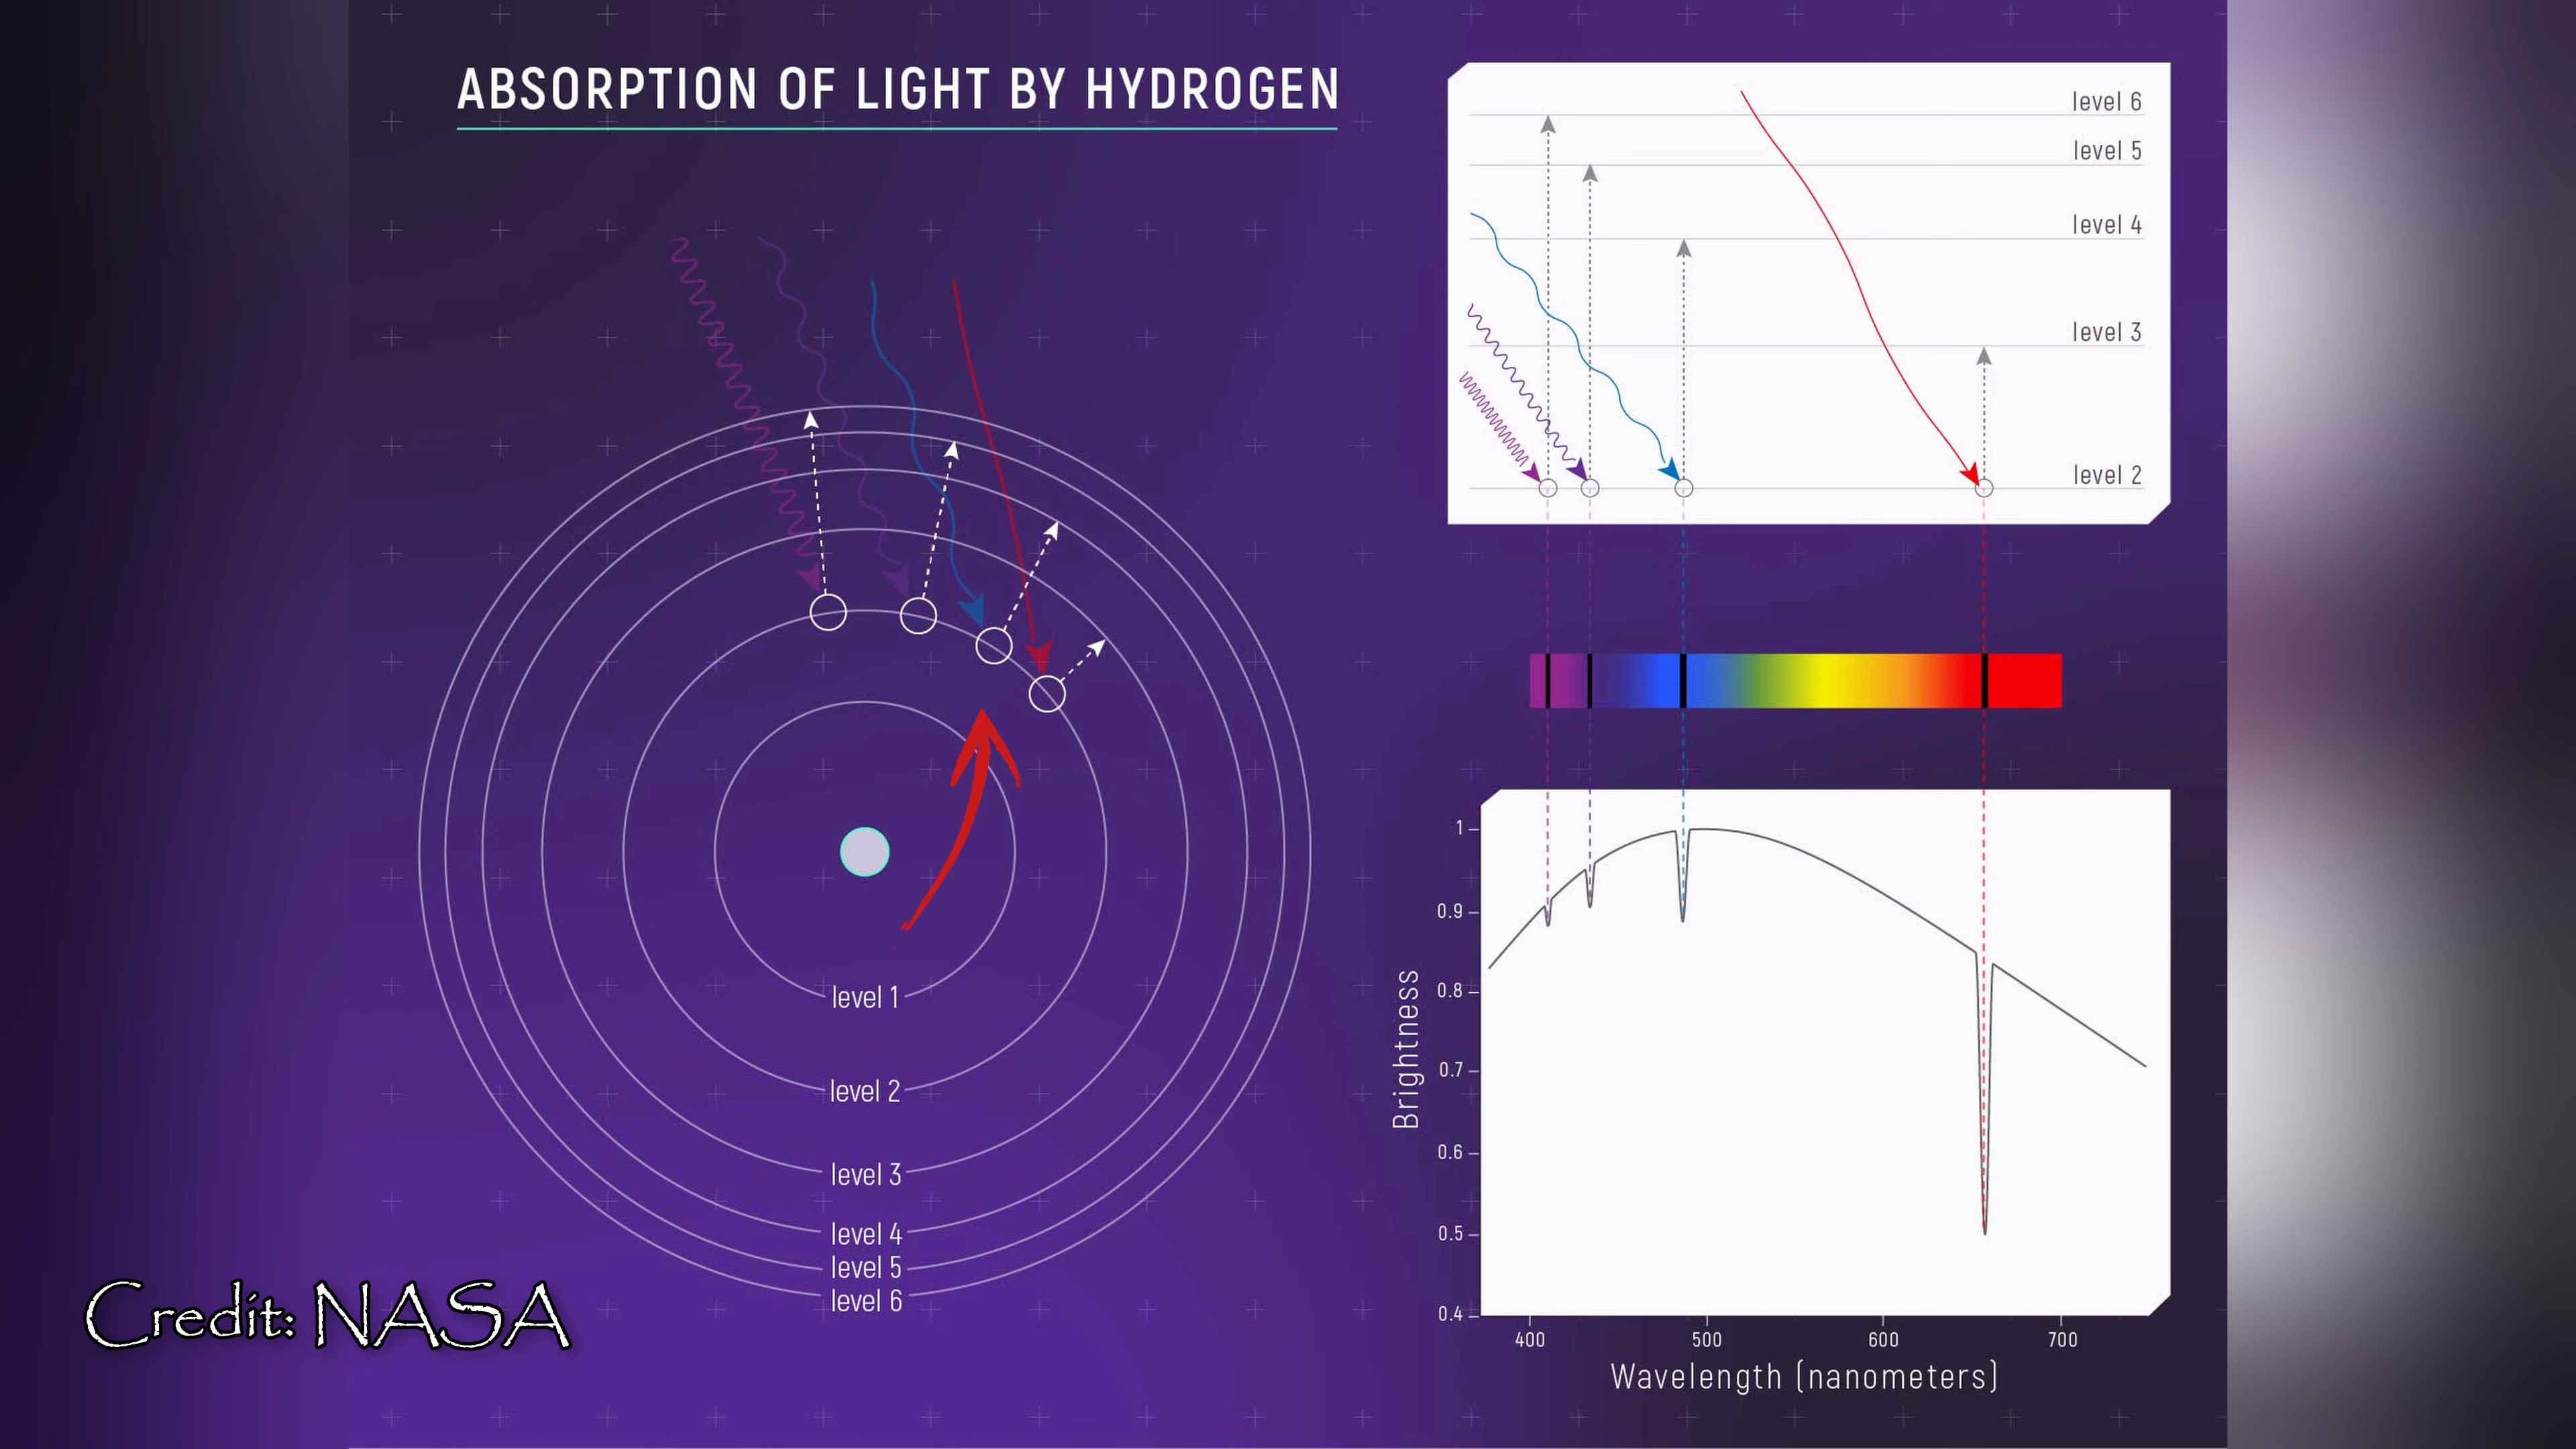 ABSORPTION OF LIGHT BY HYDROGEN
level 1
level 2
level 3
level 4
level 5
level 6
level 6
level 5
level 4
level 3
level 2
Brightness
1
0.9
0.8
0.7
0.6
0.5
0.4
400 500 600 700
Wavelength (nanometers)
Credit: NASA